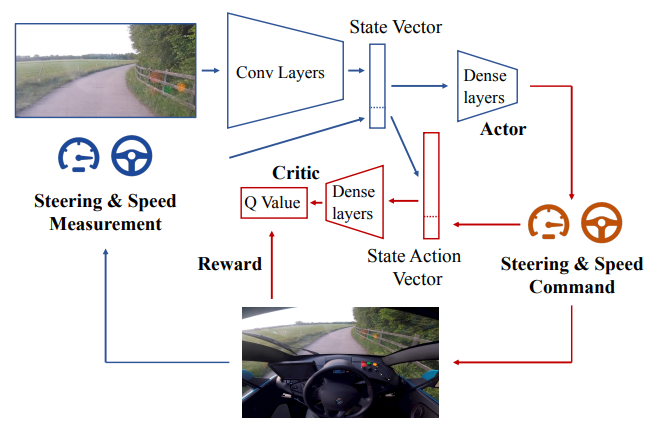 State Vector
Conv Layers
Dense
layers
Actor
Steering & Speed
Measurement
Critic
Q Value
Dense
layers
Reward
State Action
Vector
Steering & Speed
Command